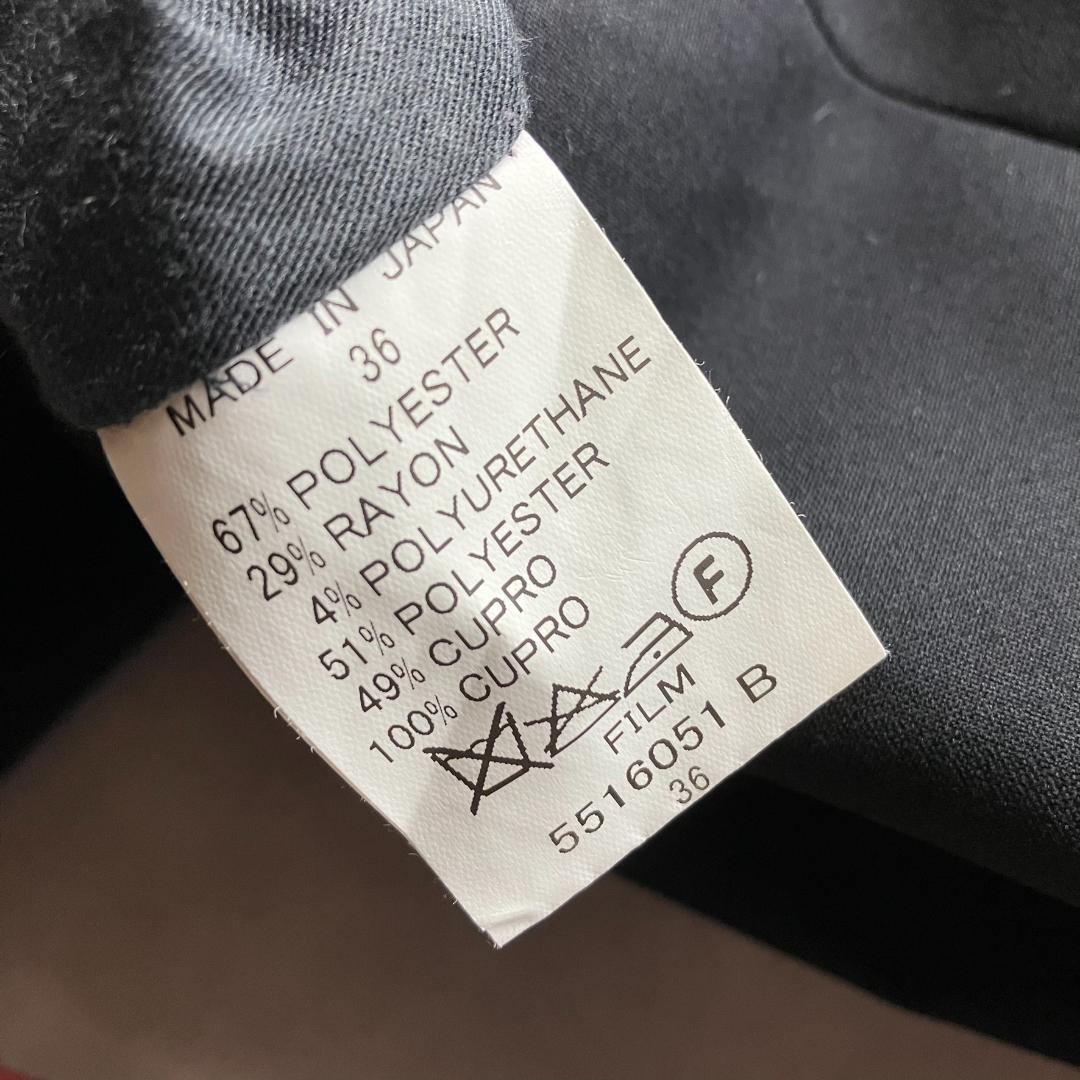 MADE IN JAPAN
36
67% POLYESTER
29% RAYON
4% POLYURETHANE
51% POLYESTER
49% CUPRO
100% CUPRO
F
FILM
5516051 B
36